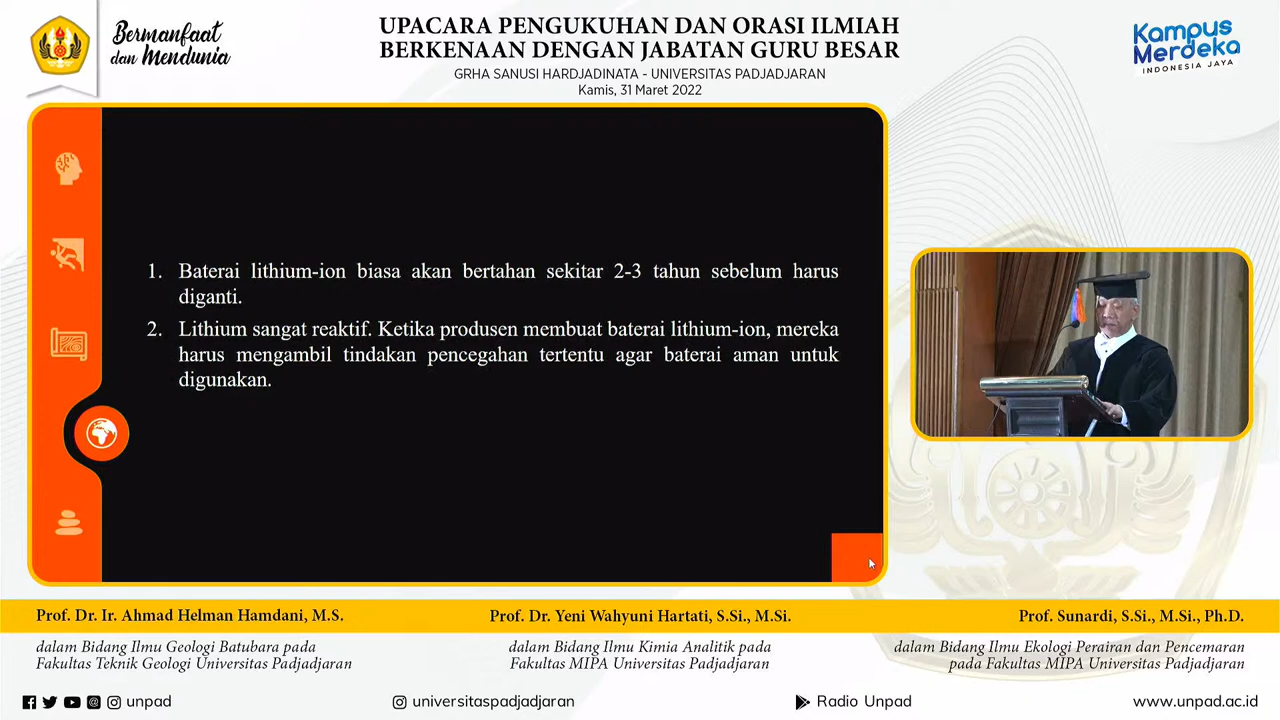 Bermanfaat
dan Mendunia
UPACARA PENGUKUHAN DAN ORASI ILMIAH
BERKENAAN DENGAN JABATAN GURU BESAR
GRHA SANUSI HARDJADINATA - UNIVERSITAS PADJADJARAN
Kamis, 31 Maret 2022
Kampus
Merdeka
INDONESIA JAYA
1. Baterai lithium-ion biasa akan bertahan sekitar 2-3 tahun sebelum harus
diganti.
2. Lithium sangat reaktif. Ketika produsen membuat baterai lithium-ion, mereka
harus mengambil tindakan pencegahan tertentu agar baterai aman untuk
digunakan.
Prof. Dr. Ir. Ahmad Helman Hamdani, M.S.
dalam Bidang Ilmu Geologi Batubara pada
Fakultas Teknik Geologi Universitas Padjadjaran
Prof. Dr. Yeni Wahyuni Hartati, S.Si., M.Si.
dalam Bidang Ilmu Kimia Analitik pada
Fakultas MIPA Universitas Padjadjaran
Prof. Sunardi, S.Si., M.Si., Ph.D.
dalam Bidang Ilmu Ekologi Perairan dan Pencemaran
pada Fakultas MIPA Universitas Padjadjaran
unpad
universitaspadjadjaran
Radio Unpad
www.unpad.ac.id